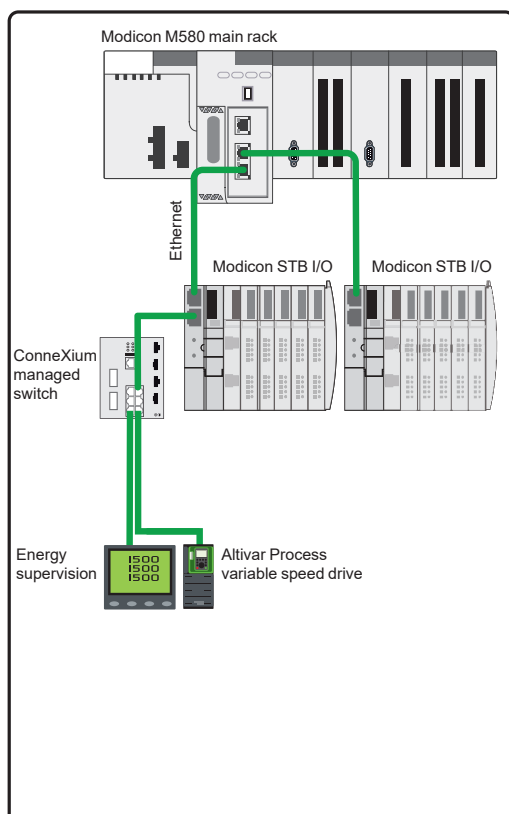 Modicon M580 main rack
Ethernet
Modicon STB I/O
Modicon STB I/O
ConneXium
managed
switch
Energy
supervision
1500
1500
1500
Altivar Process
variable speed drive